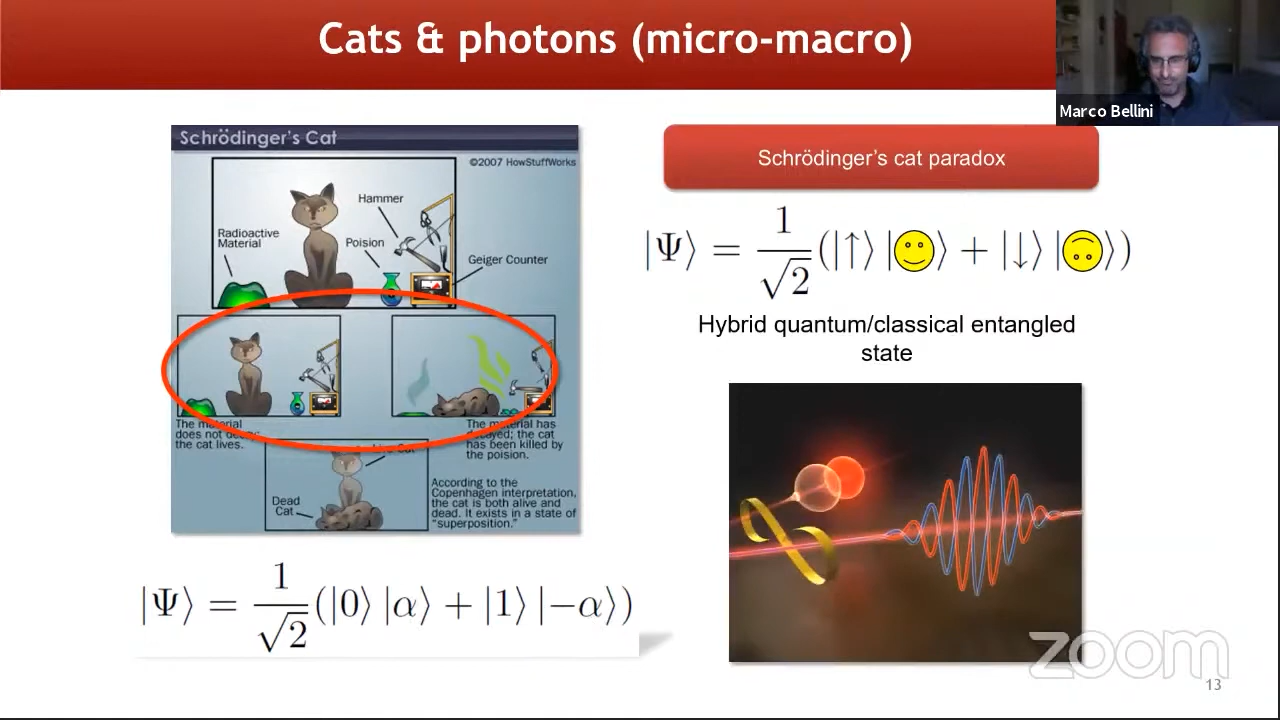 Cats & photons (micro-macro)
Marco Bellini
Schrödinger's Cat
©2007 HowStuffWorks
Hammer
Radioactive
Material
Poision
Geiger Counter
The material
does not
the cat lives.
The material has
decayed; the cat
has been killed by
the poision.
Cat
Dead
Cat
According to the
Copenhagen interpretation,
the cat is both alive and
dead. It exists in a state of
"superposition."
|Ψ⟩ = 1/√2 (|0⟩ |α⟩ + |1⟩ |−α⟩)
Schrödinger's cat paradox
|Ψ⟩ = 1/√2 (|↑⟩ |🙂⟩ + |↓⟩ |🙃⟩)
Hybrid quantum/classical entangled
state
zoom
13